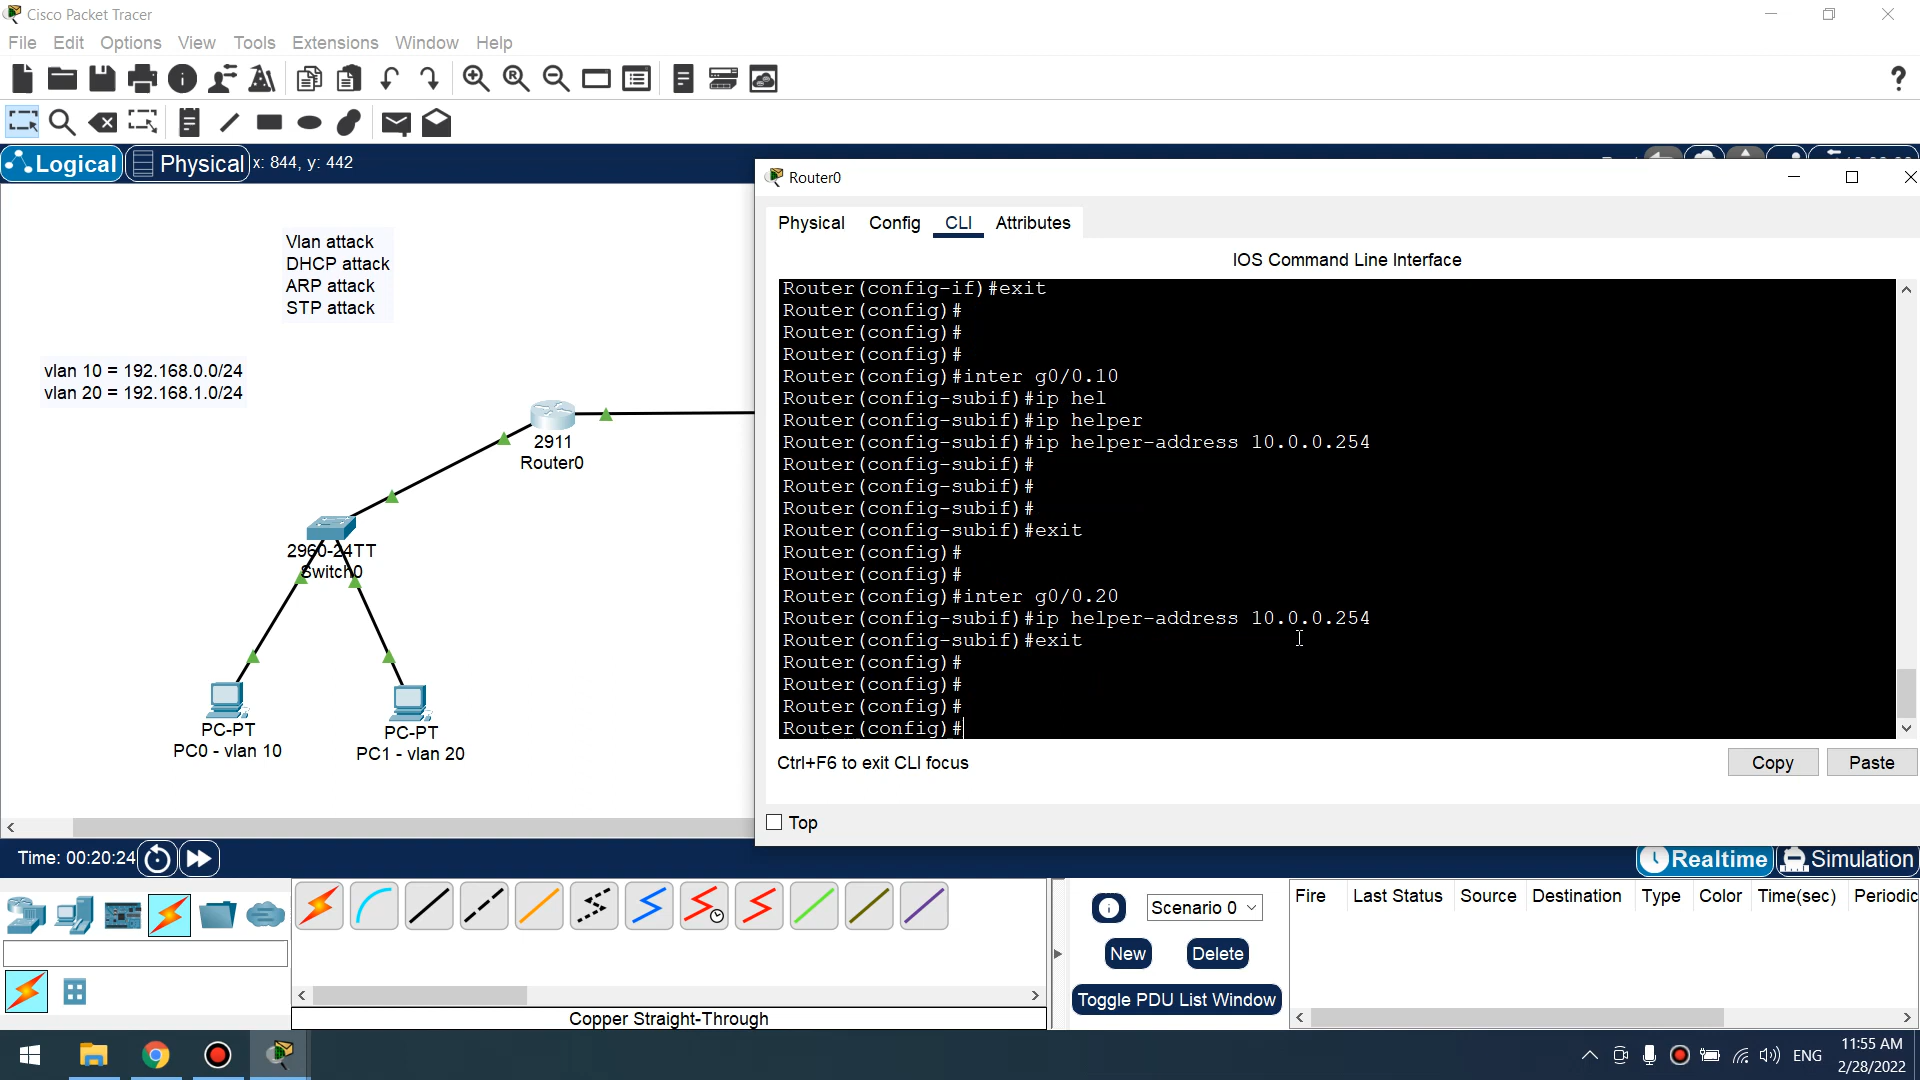 Cisco Packet Tracer
File Edit Options View Tools Extensions Window Help
Logical Physical x: 844, y: 442
Vlan attack
DHCP attack
ARP attack
STP attack
vlan 10 = 192.168.0.0/24
vlan 20 = 192.168.1.0/24
2911
Router0
2960-24TT
Switch0
PC-PT
PC0 - vlan 10
PC-PT
PC1 - vlan 20
Router0
Physical Config CLI Attributes
IOS Command Line Interface
Router(config-if)#exit
Router(config)#
Router(config)#
Router(config)#
Router(config)#inter g0/0.10
Router(config-subif)#ip hel
Router(config-subif)#ip helper
Router(config-subif)#ip helper-address 10.0.0.254
Router(config-subif)#
Router(config-subif)#
Router(config-subif)#
Router(config-subif)#exit
Router(config)#
Router(config)#
Router(config)#inter g0/0.20
Router(config-subif)#ip helper-address 10.0.0.254
Router(config-subif)#exit
Router(config)#
Router(config)#
Router(config)#
Router(config)#
Ctrl+F6 to exit CLI focus
Copy Paste
Top
Time: 00:20:24
Realtime Simulation
Scenario 0
New Delete
Toggle PDU List Window
Fire Last Status Source Destination Type Color Time(sec) Periodic
Copper Straight-Through
ENG
11:55 AM
2/28/2022